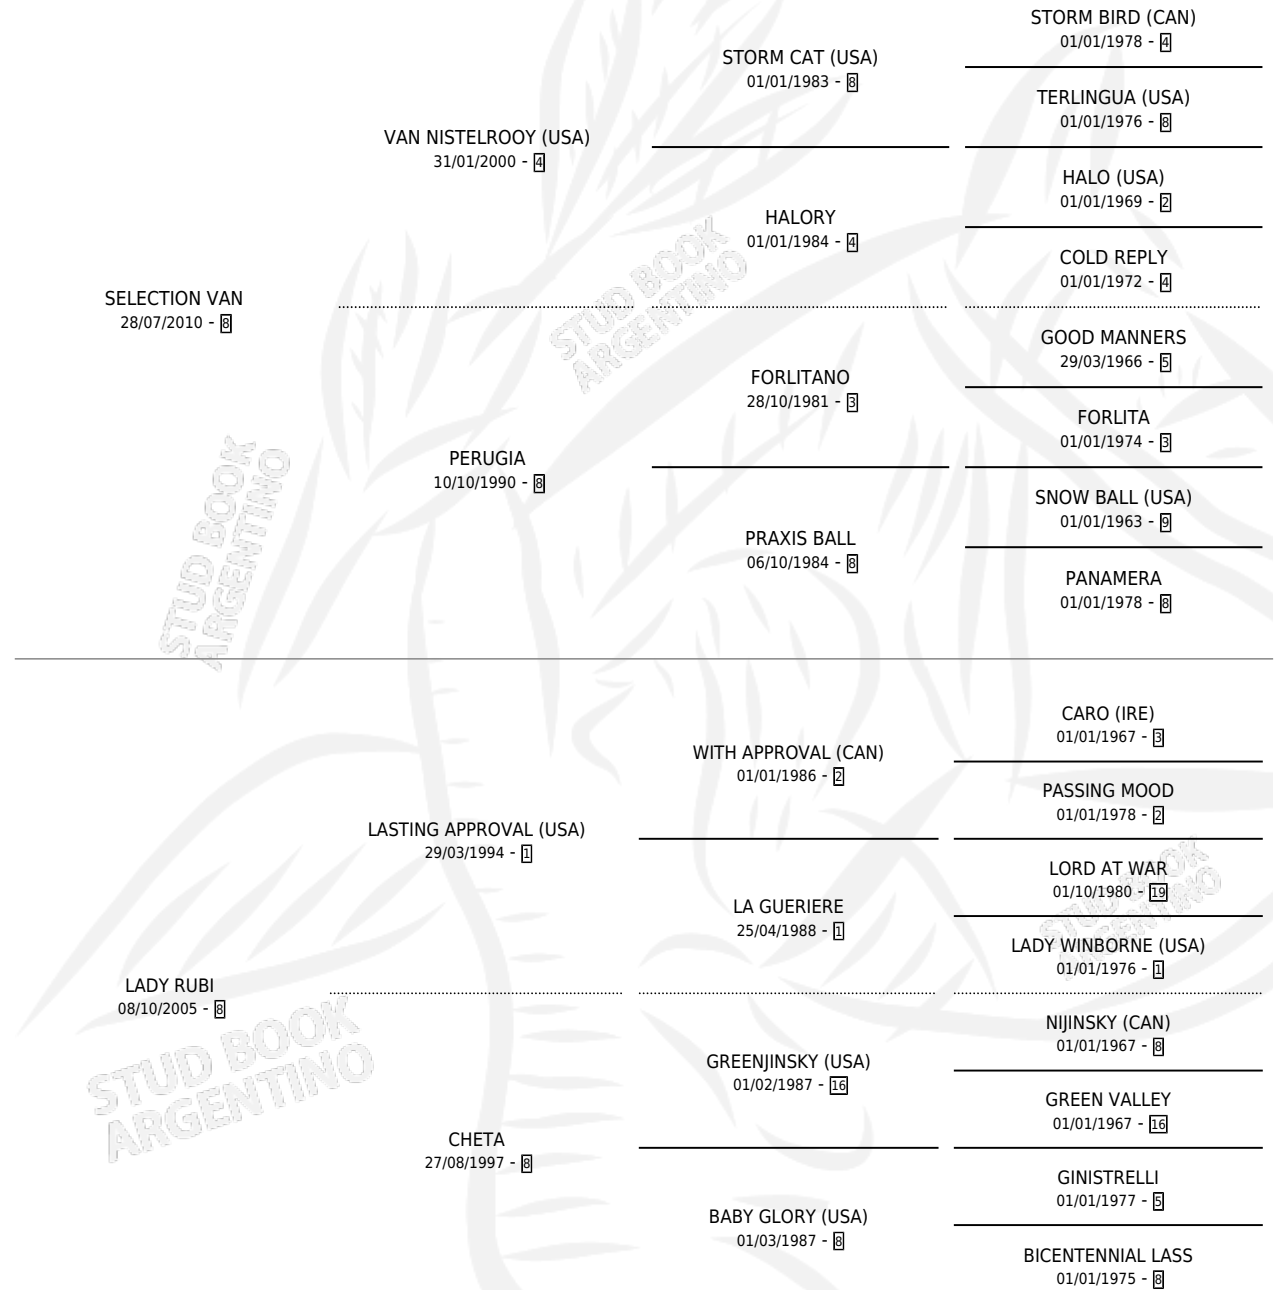 STORM BIRD (CAN)
01/01/1978 - 4
STORM CAT (USA)
01/01/1983 - 8
TERLINGUA (USA)
01/01/1976 - 8
VAN NISTELROOY (USA)
31/01/2000 - 4
HALO (USA)
01/01/1969 - 2
HALORY
01/01/1984 - 4
COLD REPLY
01/01/1972 - 4
SELECTION VAN
28/07/2010 - 8
GOOD MANNERS
29/03/1966 - 5
FORLITANO
28/10/1981 - 3
FORLITA
01/01/1974 - 3
PERUGIA
10/10/1990 - 8
SNOW BALL (USA)
01/01/1963 - 9
PRAXIS BALL
06/10/1984 - 8
PANAMERA
01/01/1978 - 8
CARO (IRE)
01/01/1967 - 3
WITH APPROVAL (CAN)
01/01/1986 - 2
PASSING MOOD
01/01/1978 - 2
LASTING APPROVAL (USA)
29/03/1994 - 1
LORD AT WAR
01/10/1980 - 19
LA GUERIERE
25/04/1988 - 1
LADY WINBORNE (USA)
01/01/1976 - 1
LADY RUBI
08/10/2005 - 8
NIJINSKY (CAN)
01/01/1967 - 8
GREENJINSKY (USA)
01/02/1987 - 16
GREEN VALLEY
01/01/1967 - 16
CHETA
27/08/1997 - 8
GINISTRELLI
01/01/1977 - 5
BABY GLORY (USA)
01/03/1987 - 8
BICENTENNIAL LASS
01/01/1975 - 8
STUD BOOK
ARGENTINO
STUD BOOK
ARGENTINO
STUD BOOK
ARGENTINO
STUD BOOK
ARGENTINO